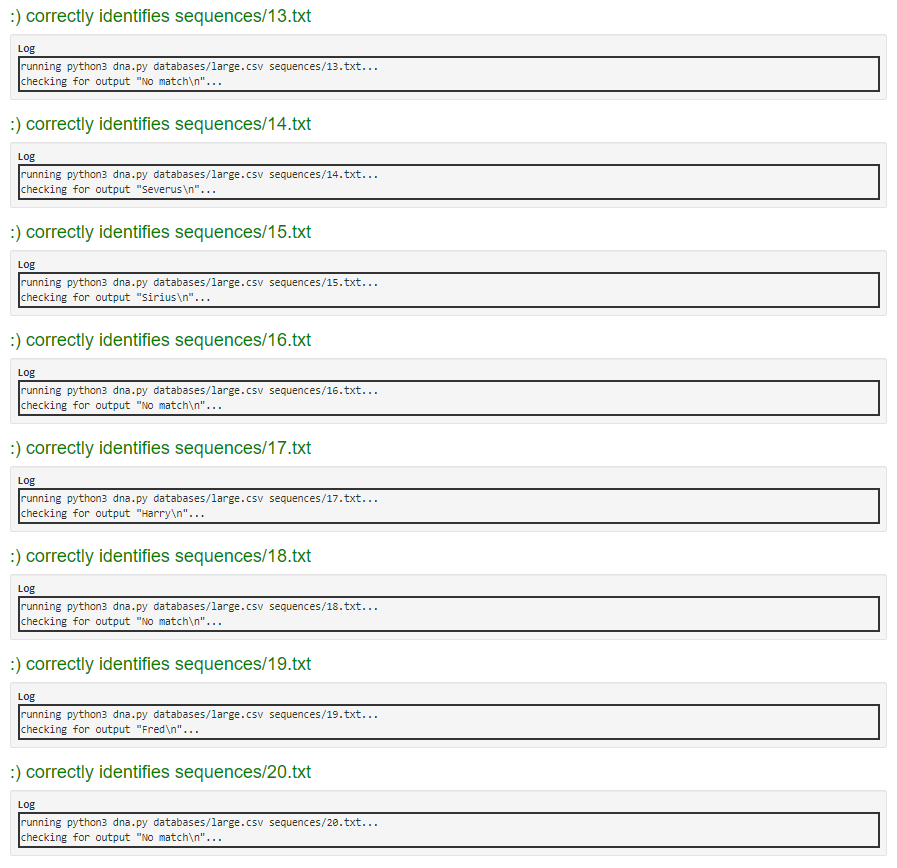 :) correctly identifies sequences/13.txt
Log
running python3 dna.py databases/large.csv sequences/13.txt...
checking for output "No match\n"...
:) correctly identifies sequences/14.txt
Log
running python3 dna.py databases/large.csv sequences/14.txt...
checking for output "Severus\n"...
:) correctly identifies sequences/15.txt
Log
running python3 dna.py databases/large.csv sequences/15.txt...
checking for output "Sirius\n"...
:) correctly identifies sequences/16.txt
Log
running python3 dna.py databases/large.csv sequences/16.txt...
checking for output "No match\n"...
:) correctly identifies sequences/17.txt
Log
running python3 dna.py databases/large.csv sequences/17.txt...
checking for output "Harry\n"...
:) correctly identifies sequences/18.txt
Log
running python3 dna.py databases/large.csv sequences/18.txt...
checking for output "No match\n"...
:) correctly identifies sequences/19.txt
Log
running python3 dna.py databases/large.csv sequences/19.txt...
checking for output "Fred\n"...
:) correctly identifies sequences/20.txt
Log
running python3 dna.py databases/large.csv sequences/20.txt...
checking for output "No match\n"...